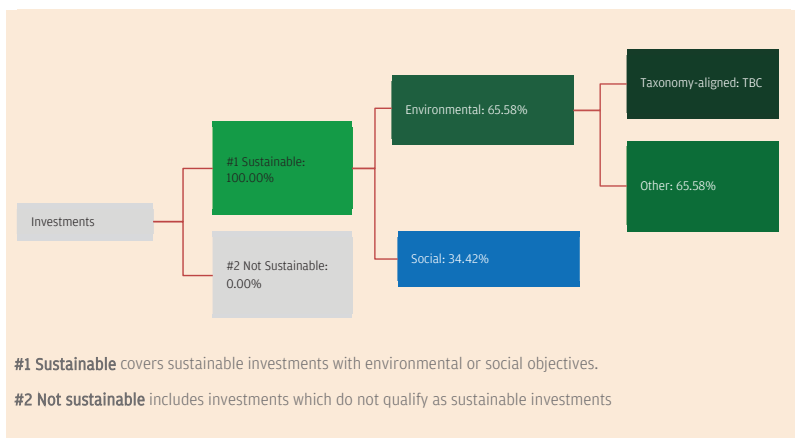 Taxonomy-aligned: TBC
Environmental: 65.58%
#1 Sustainable:
100.00%
Other: 65.58%
Investments
#2 Not Sustainable:
0.00%
Social: 34.42%
#1 Sustainable covers sustainable investments with environmental or social objectives.
#2 Not sustainable includes investments which do not qualify as sustainable investments